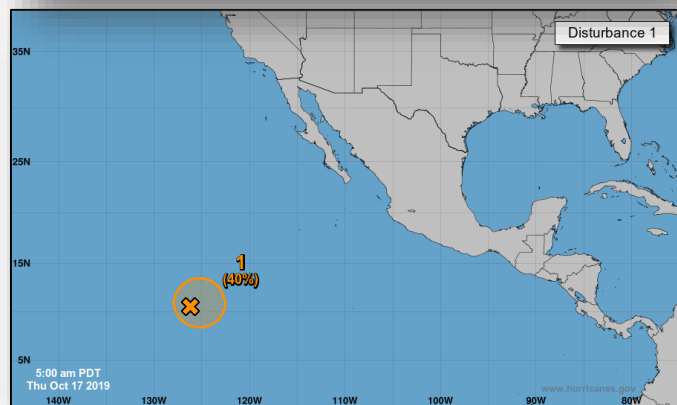 Disturbance 1
35N
25N
15N
1
(40%)
5N
5:00 am PDT
Thu Oct 17 2019
www.hurricanes.gov
140W 130W 120W 110W 100W 90W 80W